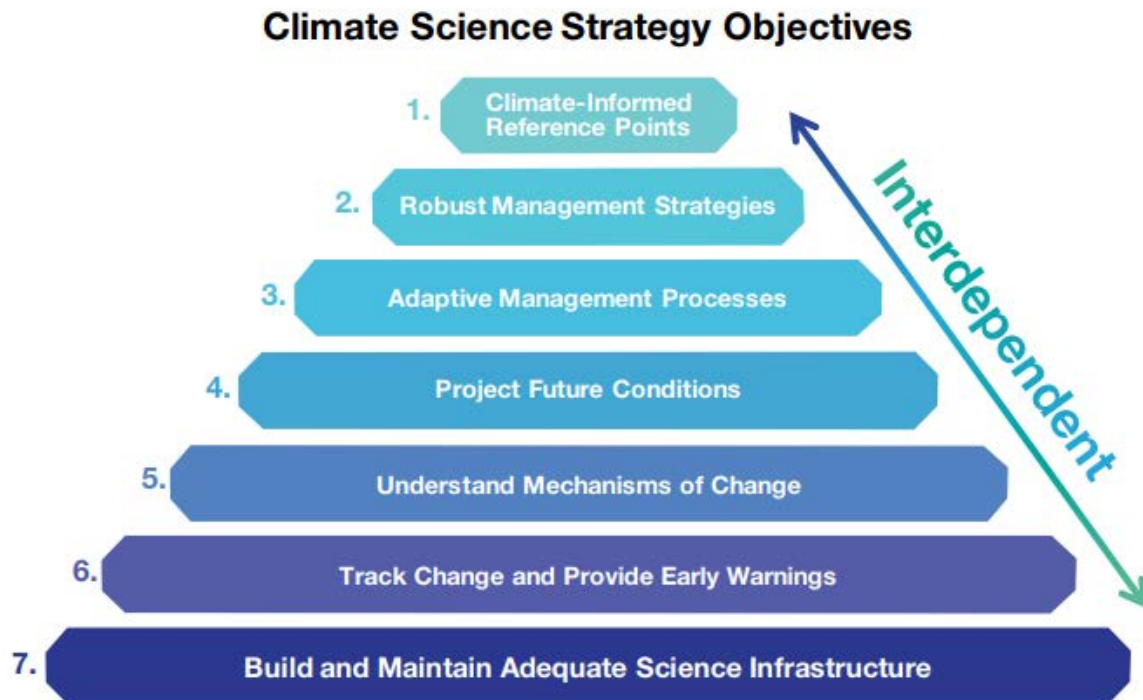 Climate Science Strategy Objectives
1. Climate-Informed
Reference Points
2. Robust Management Strategies
3. Adaptive Management Processes
4. Project Future Conditions
5. Understand Mechanisms of Change
6. Track Change and Provide Early Warnings
7. Build and Maintain Adequate Science Infrastructure
Interdependent